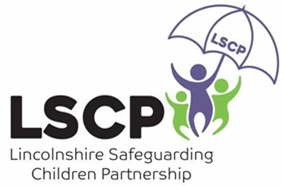 LSCP
LSCP
Lincolnshire Safeguarding
Children Partnership